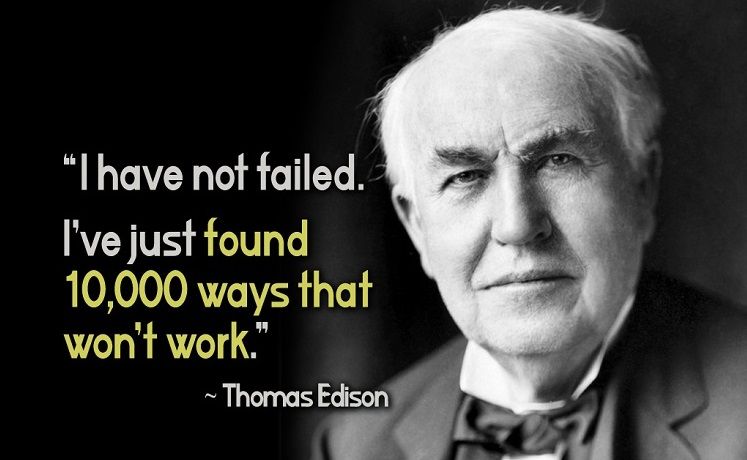 “I have not failed.
I've just found
10,000 ways that
won't work.”
~ Thomas Edison